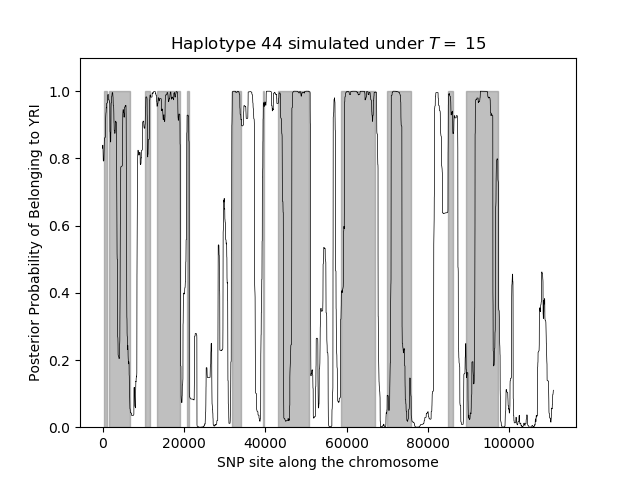 Haplotype 44 simulated under T = 15
Posterior Probability of Belonging to YRI
1.0
0.8
0.6
0.4
0.2
0.0
0 20000 40000 60000 80000 100000
SNP site along the chromosome